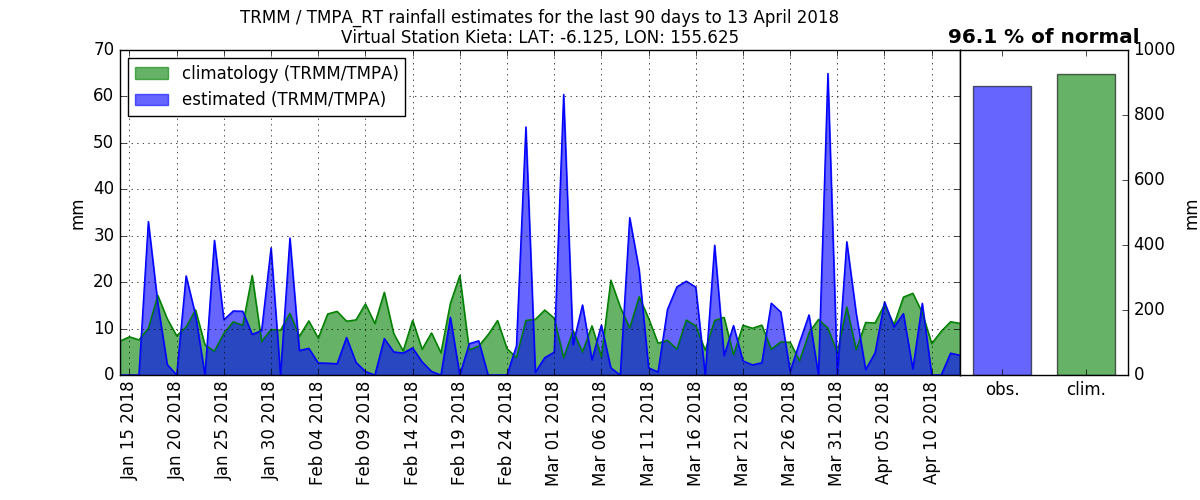 TRMM / TMPA_RT rainfall estimates for the last 90 days to 13 April 2018
Virtual Station Kieta: LAT: -6.125, LON: 155.625
96.1 % of normal
climatology (TRMM/TMPA)
estimated (TRMM/TMPA)
mm
70
60
50
40
30
20
10
0
Jan 15 2018
Jan 20 2018
Jan 25 2018
Jan 30 2018
Feb 04 2018
Feb 09 2018
Feb 14 2018
Feb 19 2018
Feb 24 2018
Mar 01 2018
Mar 06 2018
Mar 11 2018
Mar 16 2018
Mar 21 2018
Mar 26 2018
Mar 31 2018
Apr 05 2018
Apr 10 2018
obs.
clim.
1000
800
600
400
200
0
mm